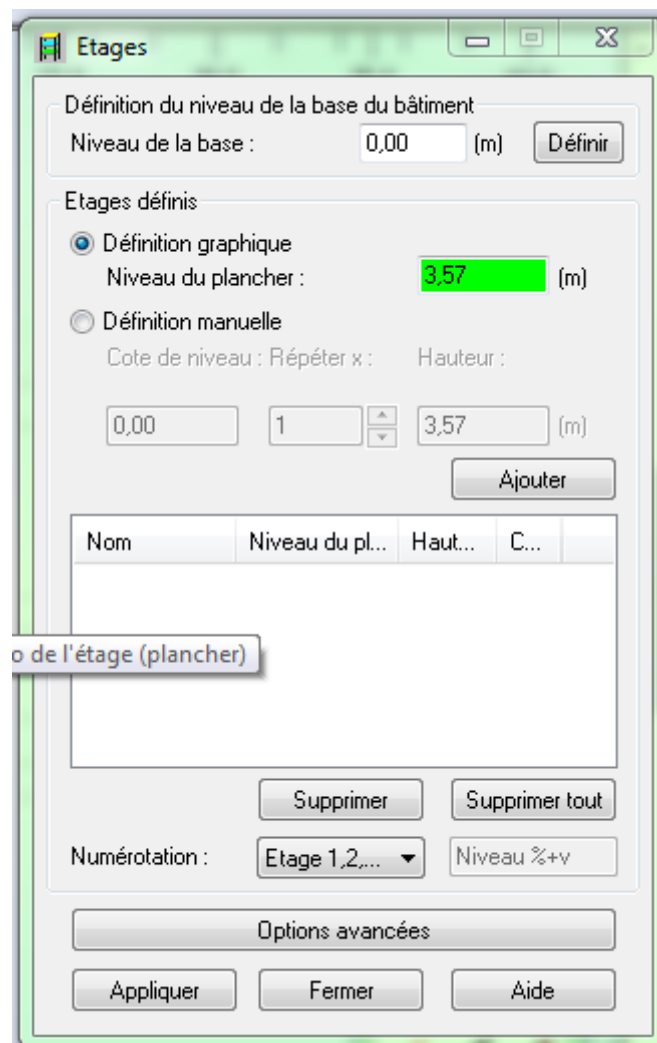 Etages
Définition du niveau de la base du bâtiment
Niveau de la base : 0,00 (m) Définir
Etages définis
Définition graphique
Niveau du plancher : 3,57 (m)
Définition manuelle
Cote de niveau : Répéter x : Hauteur :
0,00 1 3,57 (m)
Ajouter
Nom Niveau du pl... Haut... C...
o de l'étage (plancher)
Supprimer Supprimer tout
Numérotation : Etage 1,2,... Niveau %+v
Options avancées
Appliquer Fermer Aide